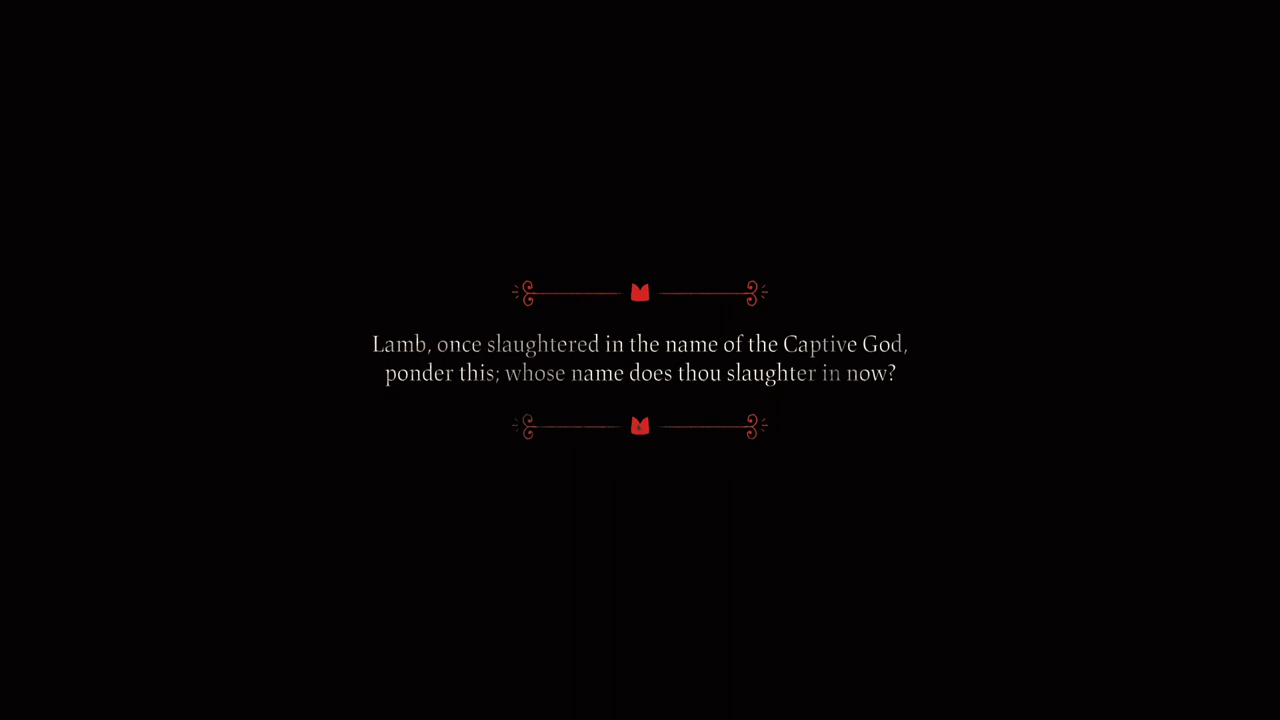 Lamb, once slaughtered in the name of the Captive God,
ponder this; whose name does thou slaughter in now?